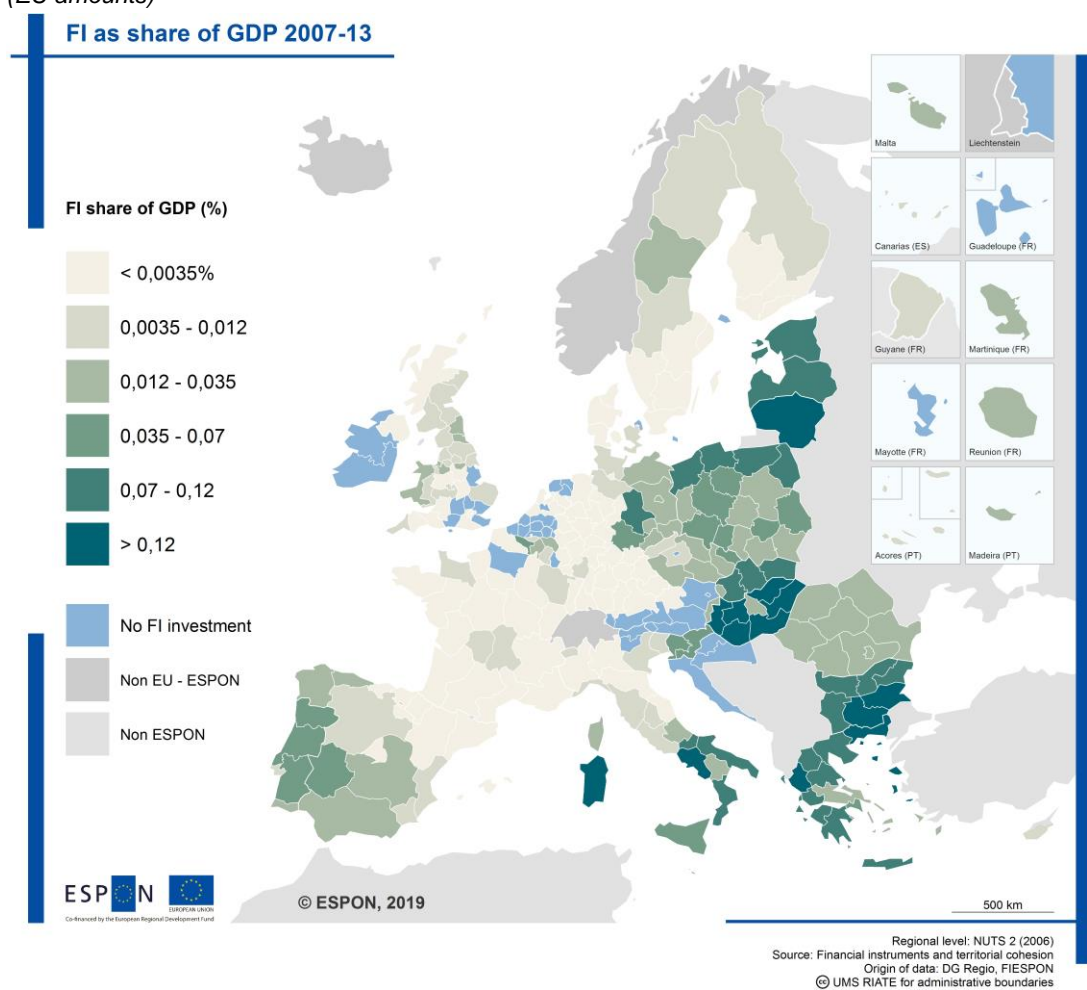 (EU amounts)
FI as share of GDP 2007-13
FI share of GDP (%)
< 0,0035%
0,0035 - 0,012
0,012 - 0,035
0,035 - 0,07
0,07 - 0,12
> 0,12
No FI investment
Non EU - ESPON
Non ESPON
Malta
Liechtenstein
Canarias (ES)
Guadeloupe (FR)
Guyane (FR)
Martinique (FR)
Mayotte (FR)
Reunion (FR)
Acores (PT)
Madeira (PT)
ESPON
EUROPEAN UNION
Co-financed by the European Regional Development Fund
© ESPON, 2019
500 km
Regional level: NUTS 2 (2006)
Source: Financial instruments and territorial cohesion
Origin of data: DG Regio, FIESPON
cc UMS RIATE for administrative boundaries